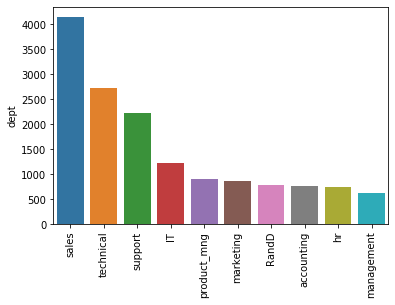 4000
3500
3000
2500
2000
1500
1000
500
0
dept
sales
technical
support
IT
product_mng
marketing
RandD
accounting
hr
management